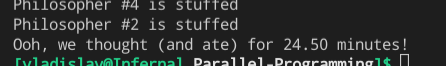 Philosopher #4 is stuffed
Philosopher #2 is stuffed
Ooh, we thought (and ate) for 24.50 minutes!
[vladislav@Infernal Parallel-Programming]$